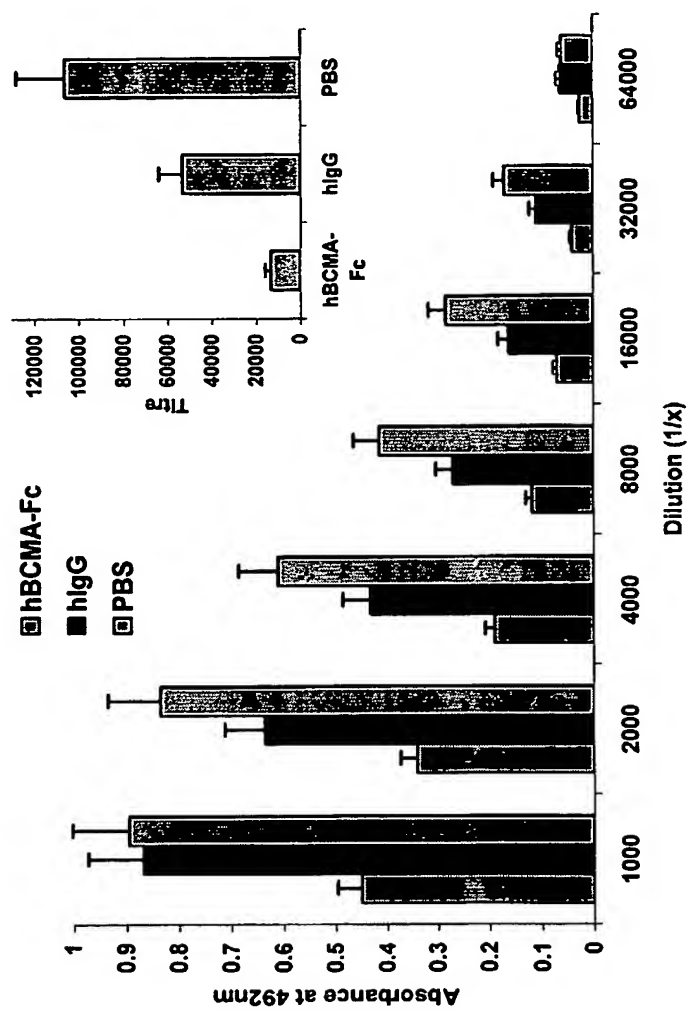 hBCMA-Fc
hIgG
PBS
Absorbance at 492nm
1
0.9
0.8
0.7
0.6
0.5
0.4
0.3
0.2
0.1
0
1000
2000
4000
8000
16000
32000
64000
Dilution (1/x)
Titre
120000
100000
80000
60000
40000
20000
0
hBCMA-
Fc
hIgG
PBS